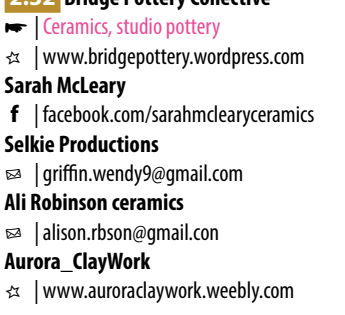 2.52 Bridge Pottery Collective
☛ | Ceramics, studio pottery
☆ | www.bridgepottery.wordpress.com
Sarah McLeary
f | facebook.com/sarahmclearyceramics
Selkie Productions
✉ | griffin.wendy9@gmail.com
Ali Robinson ceramics
✉ | alison.rbson@gmail.con
Aurora_ClayWork
☆ | www.auroraclaywork.weebly.com